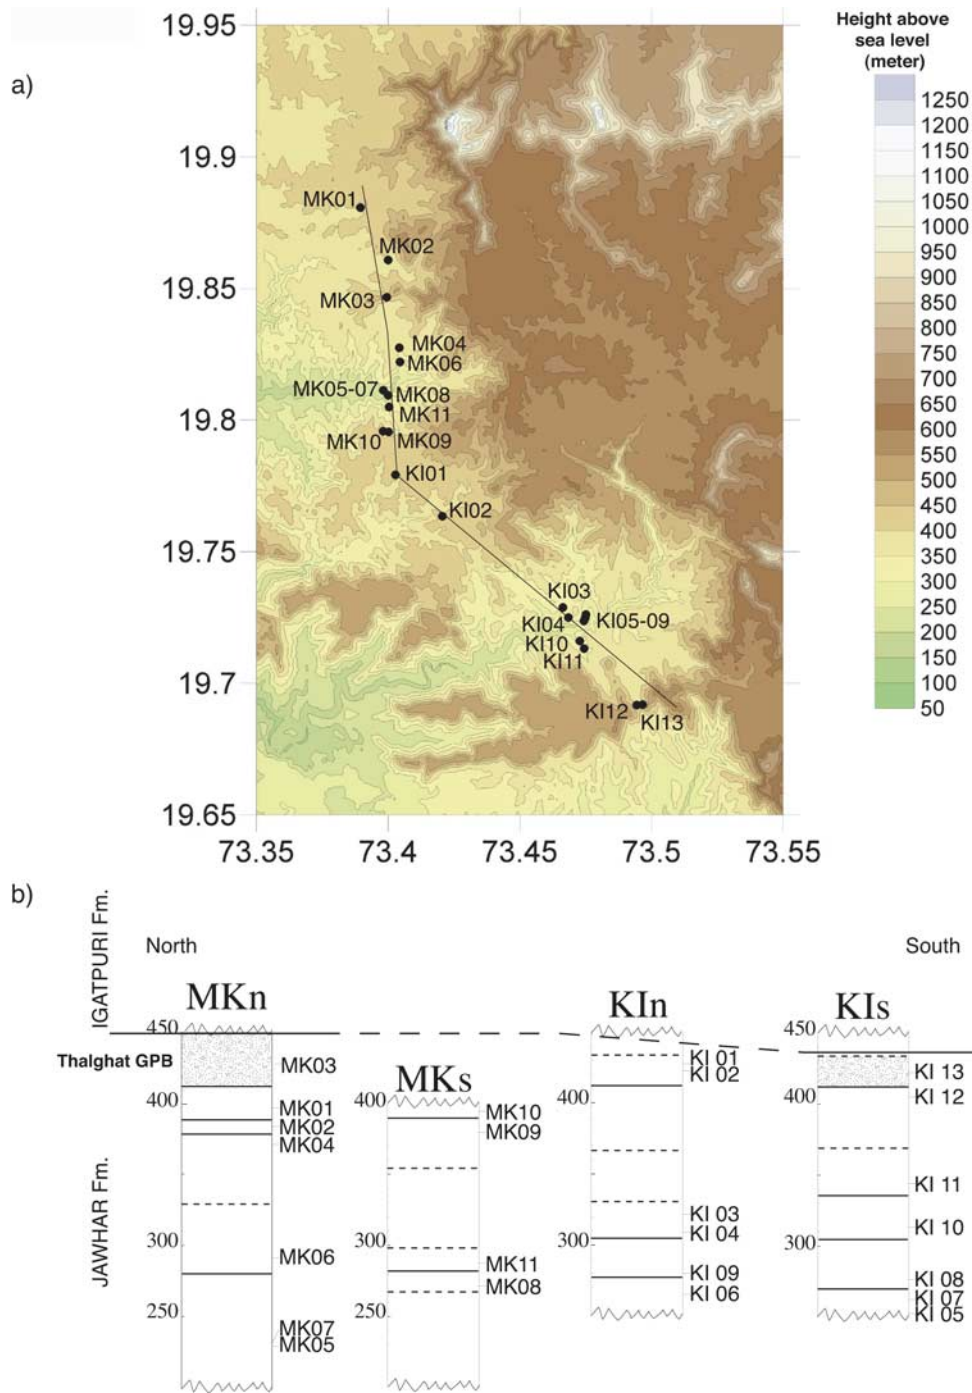 a)
Height above
sea level
(meter)
1250
1200
1150
1100
1000
950
900
850
800
750
700
650
600
550
500
450
400
350
300
250
200
150
100
50
19.95
19.9
19.85
19.8
19.75
19.7
19.65
73.35 73.4 73.45 73.5 73.55
MK01
MK02
MK03
MK04
MK06
MK05-07
MK08
MK11
MK10
MK09
KI01
KI02
KI03
KI04
KI05-09
KI10
KI11
KI12
KI13
b)
IGATPURI Fm.
JAWHAR Fm.
North
South
MKn
450
Thalghat GPB
MK03
400
MK01
MK02
MK04
300
MK06
250
MK07
MK05
MKs
400
MK10
MK09
300
MK11
MK08
250
KIn
KI 01
KI 02
400
KI 03
KI 04
300
KI 09
KI 06
KIs
450
KI 13
400
KI 12
KI 11
KI 10
300
KI 08
KI 07
KI 05